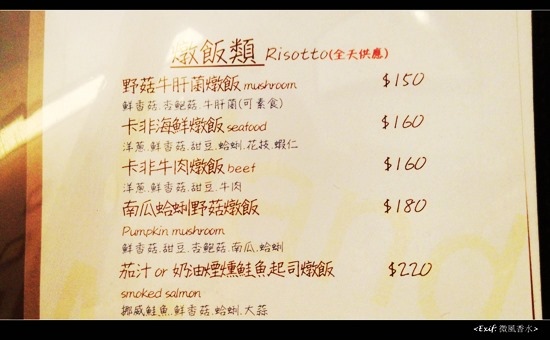 燉飯類 Risotto(全天供應)
野菇牛肝菌燉飯 mushroom $150
鮮香菇.杏鮑菇.牛肝菌(可素食)
卡非海鮮燉飯 seafood $160
洋蔥.鮮香菇.甜豆.蛤蜊.花枝.蝦仁
卡非牛肉燉飯 beef $160
洋蔥.鮮香菇.甜豆.牛肉
南瓜蛤蜊野菇燉飯 $180
Pumpkin mushroom
鮮香菇.甜豆.杏鮑菇.南瓜.蛤蜊
茄汁 or 奶油煙燻鮭魚起司燉飯 $220
smoked salmon
挪威鮭魚.鮮香菇.蛤蜊.大蒜
<Exif: 微風香水>